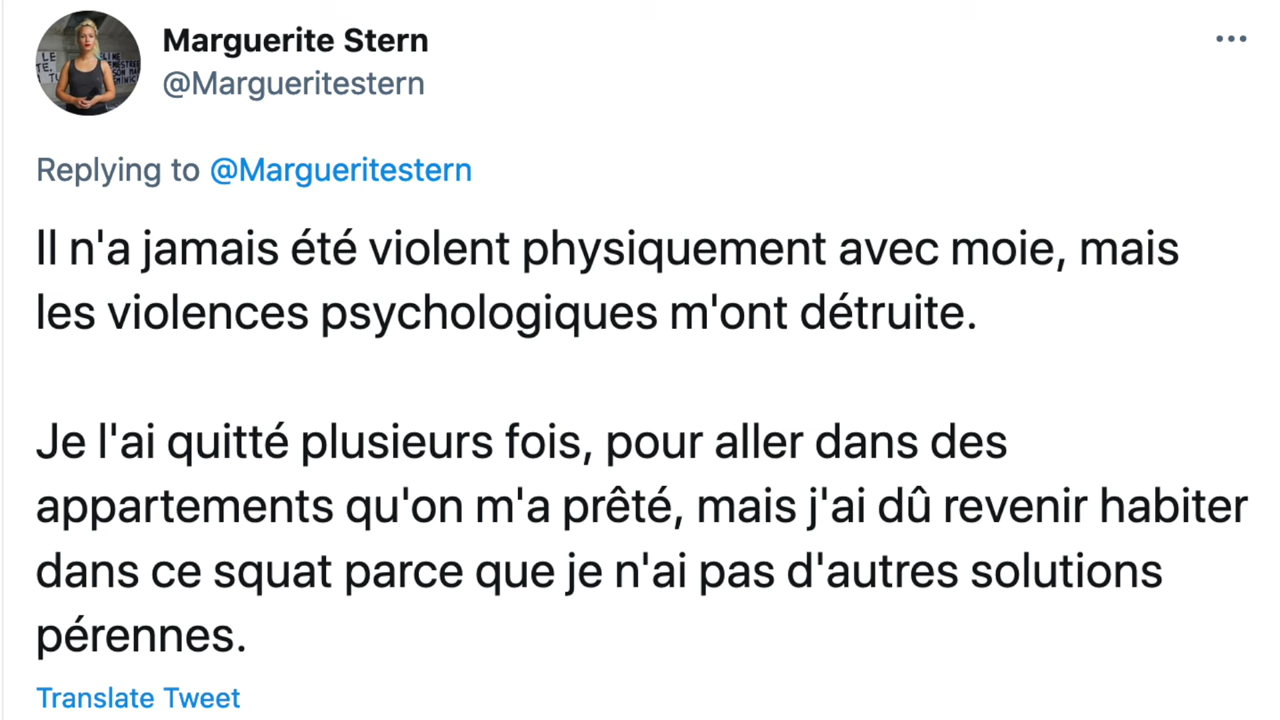 Marguerite Stern
@Margueritestern
Replying to @Margueritestern
Il n'a jamais été violent physiquement avec moie, mais
les violences psychologiques m'ont détruite.
Je l'ai quitté plusieurs fois, pour aller dans des
appartements qu'on m'a prêté, mais j'ai dû revenir habiter
dans ce squat parce que je n'ai pas d'autres solutions
pérennes.
Translate Tweet